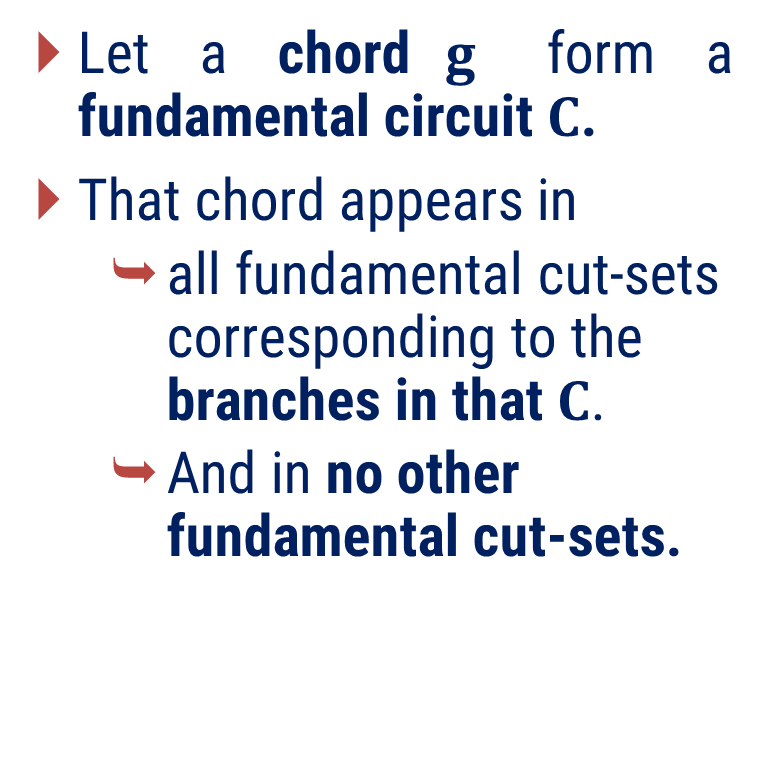 Let a chord g form a
fundamental circuit C.
That chord appears in
all fundamental cut-sets
corresponding to the
branches in that C.
And in no other
fundamental cut-sets.